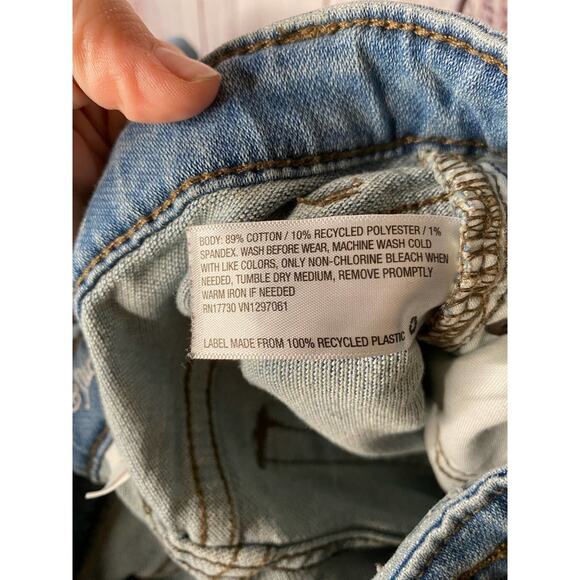 BODY: 89% COTTON / 10% RECYCLED POLYESTER / 1%
SPANDEX. WASH BEFORE WEAR, MACHINE WASH COLD
WITH LIKE COLORS, ONLY NON-CHLORINE BLEACH WHEN
NEEDED, TUMBLE DRY MEDIUM, REMOVE PROMPTLY
WARM IRON IF NEEDED
RN17730 VN1297061
LABEL MADE FROM 100% RECYCLED PLASTIC